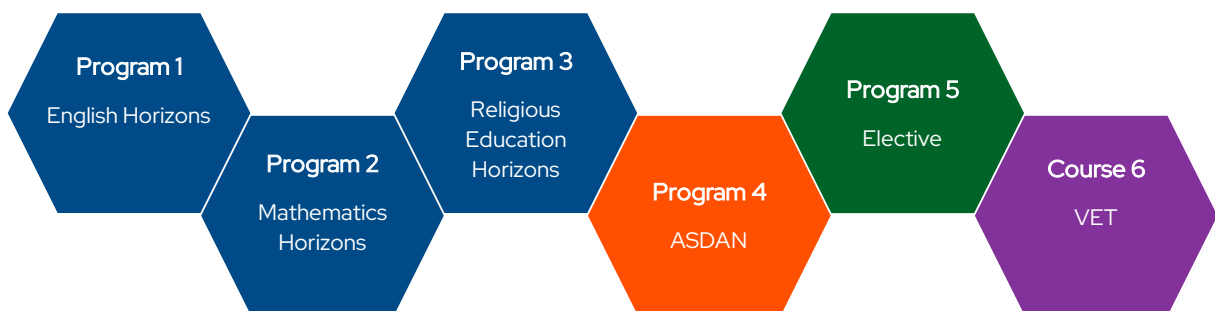 Program 1
English Horizons
Program 2
Mathematics
Horizons
Program 3
Religious
Education
Horizons
Program 4
ASDAN
Program 5
Elective
Course 6
VET